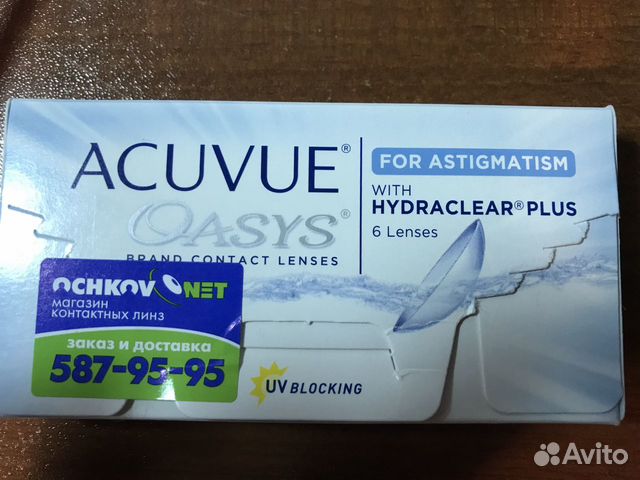 ACUVUE®
OASYS®
BRAND CONTACT LENSES
FOR ASTIGMATISM
WITH
HYDRACLEAR® PLUS
6 Lenses
OCHKOV NET
магазин
контактных линз
заказ и доставка
587-95-95
UV BLOCKING
Avito